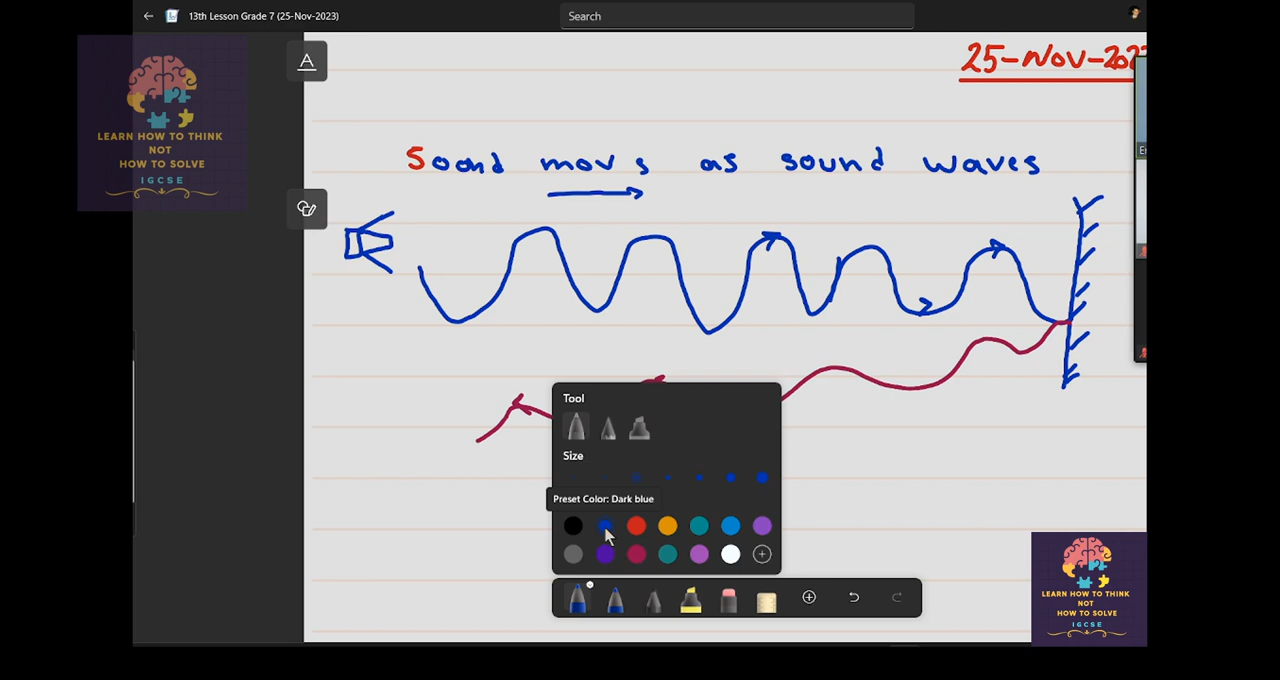 13th Lesson Grade 7 (25-Nov-2023)
Search
A
25-Nov-202
LEARN HOW TO THINK
NOT
HOW TO SOLVE
IGCSE
Soond mov s as sound waves
Tool
Size
Preset Color: Dark blue
LEARN HOW TO THINK
NOT
HOW TO SOLVE
IGCSE